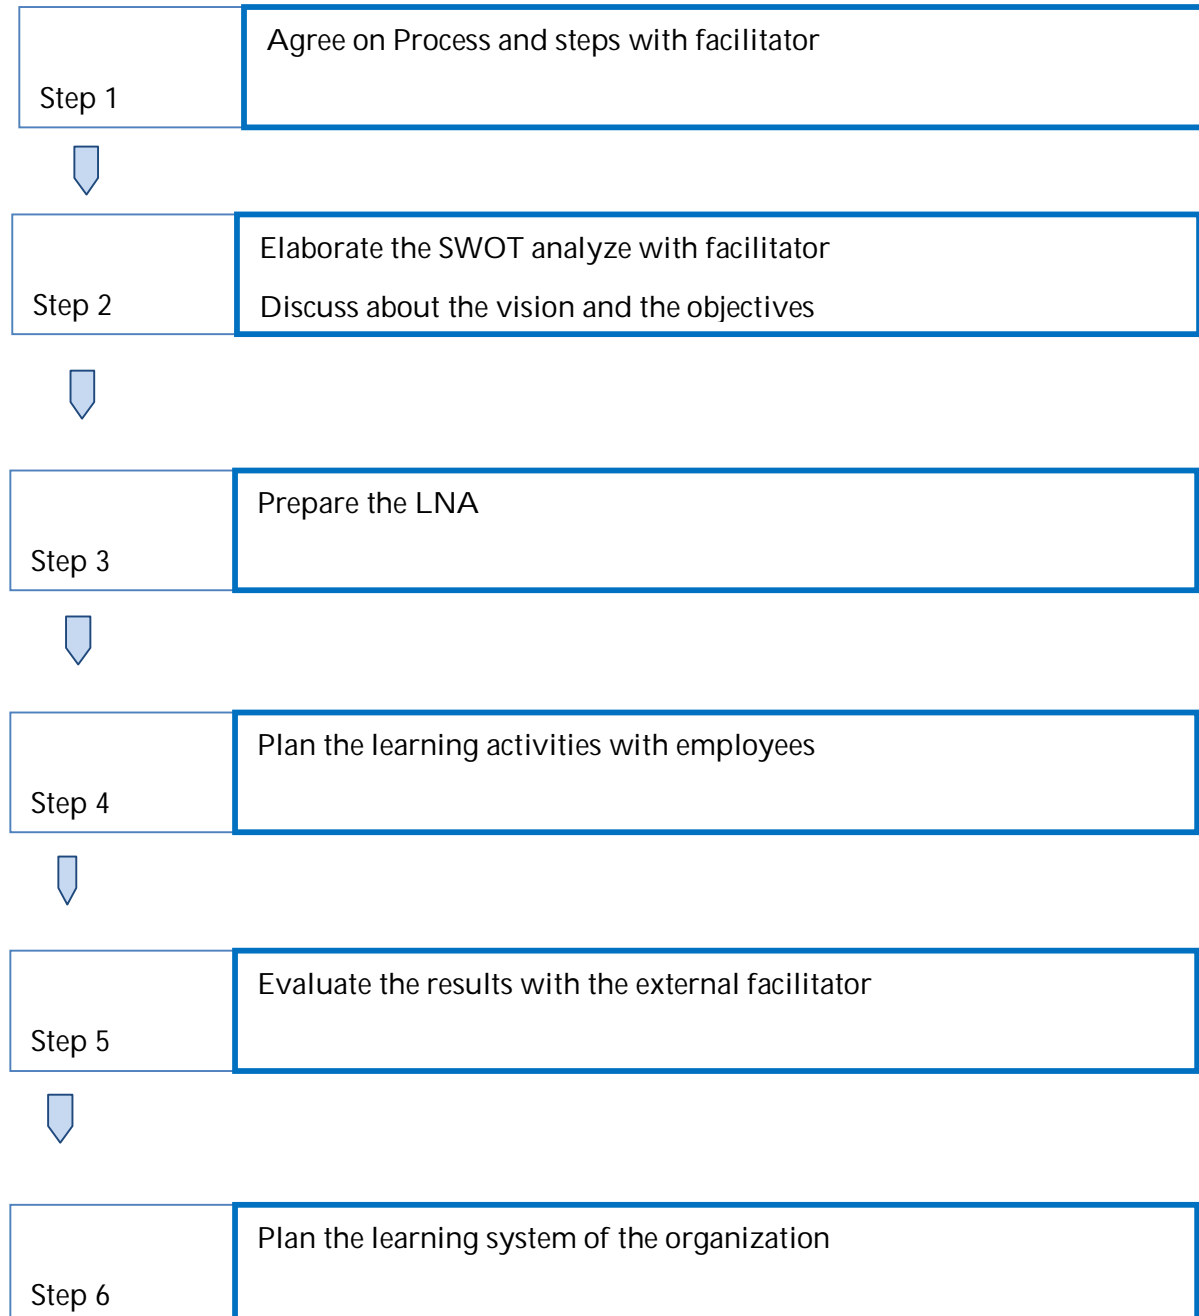 Agree on Process and steps with facilitator
Step 1
Elaborate the SWOT analyze with facilitator
Step 2
Discuss about the vision and the objectives
Prepare the LNA
Step 3
Plan the learning activities with employees
Step 4
Evaluate the results with the external facilitator
Step 5
Plan the learning system of the organization
Step 6